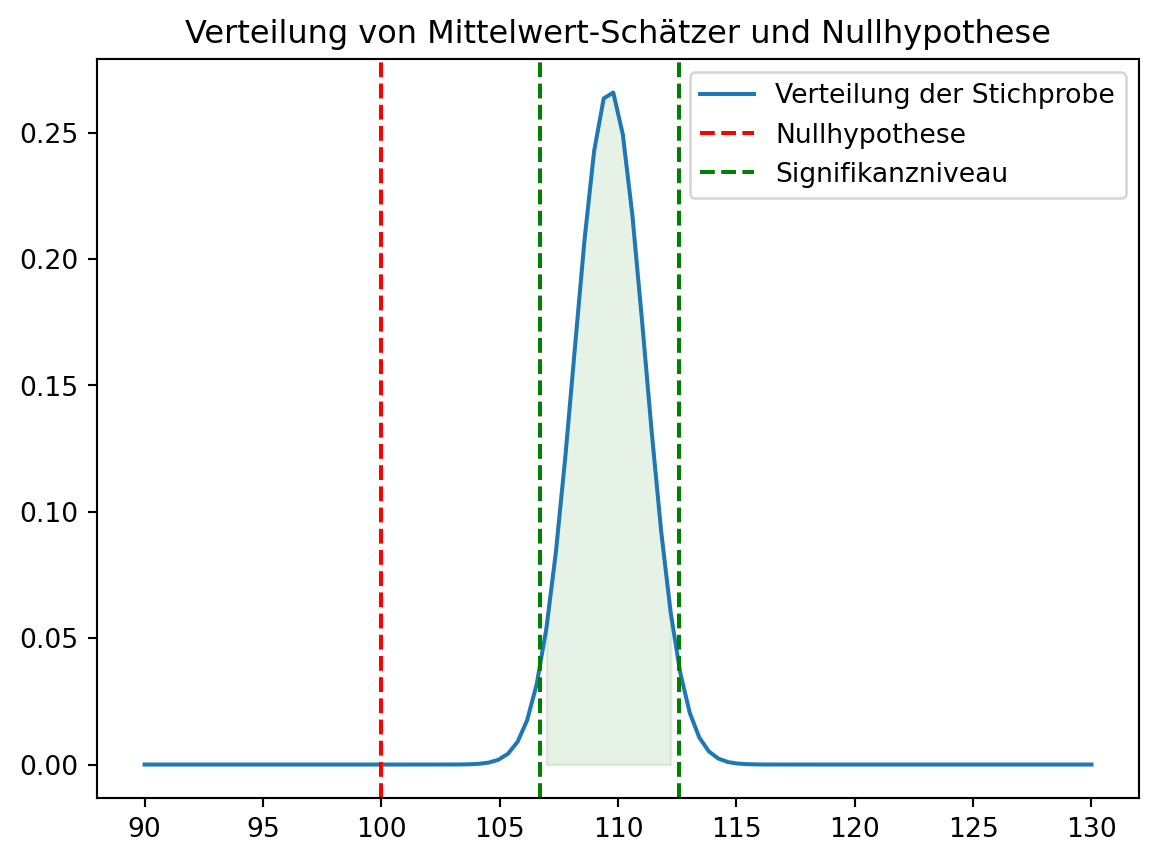 Verteilung von Mittelwert-Schätzer und Nullhypothese
Verteilung der Stichprobe
Nullhypothese
Signifikanzniveau
0.25
0.20
0.15
0.10
0.05
0.00
90 95 100 105 110 115 120 125 130